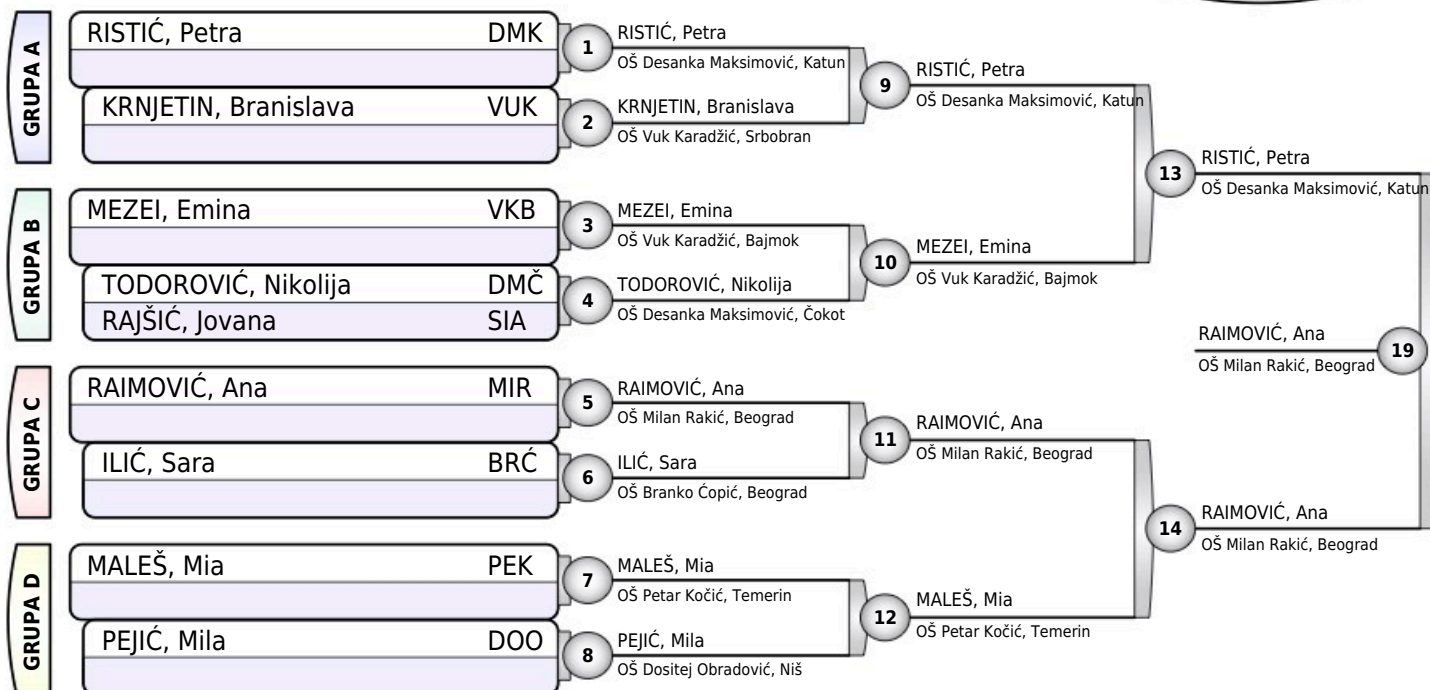 GRUPA A
RISTIĆ, Petra DMK
KRNJETIN, Branislava VUK
1
RISTIĆ, Petra
OŠ Desanka Maksimović, Katun
2
KRNJETIN, Branislava
OŠ Vuk Karadžić, Srbobran
9
RISTIĆ, Petra
OŠ Desanka Maksimović, Katun
GRUPA B
MEZEI, Emina VKB
TODOROVIĆ, Nikolija DMČ
RAJŠIĆ, Jovana SIA
3
MEZEI, Emina
OŠ Vuk Karadžić, Bajmok
4
TODOROVIĆ, Nikolija
OŠ Desanka Maksimović, Čokot
10
MEZEI, Emina
OŠ Vuk Karadžić, Bajmok
13
RISTIĆ, Petra
OŠ Desanka Maksimović, Katun
GRUPA C
RAIMOVIĆ, Ana MIR
ILIĆ, Sara BRĆ
5
RAIMOVIĆ, Ana
OŠ Milan Rakić, Beograd
6
ILIĆ, Sara
OŠ Branko Ćopić, Beograd
11
RAIMOVIĆ, Ana
OŠ Milan Rakić, Beograd
GRUPA D
MALEŠ, Mia PEK
PEJIĆ, Mila DOO
7
MALEŠ, Mia
OŠ Petar Kočić, Temerin
8
PEJIĆ, Mila
OŠ Dositej Obradović, Niš
12
MALEŠ, Mia
OŠ Petar Kočić, Temerin
14
RAIMOVIĆ, Ana
OŠ Milan Rakić, Beograd
RAIMOVIĆ, Ana
OŠ Milan Rakić, Beograd
19